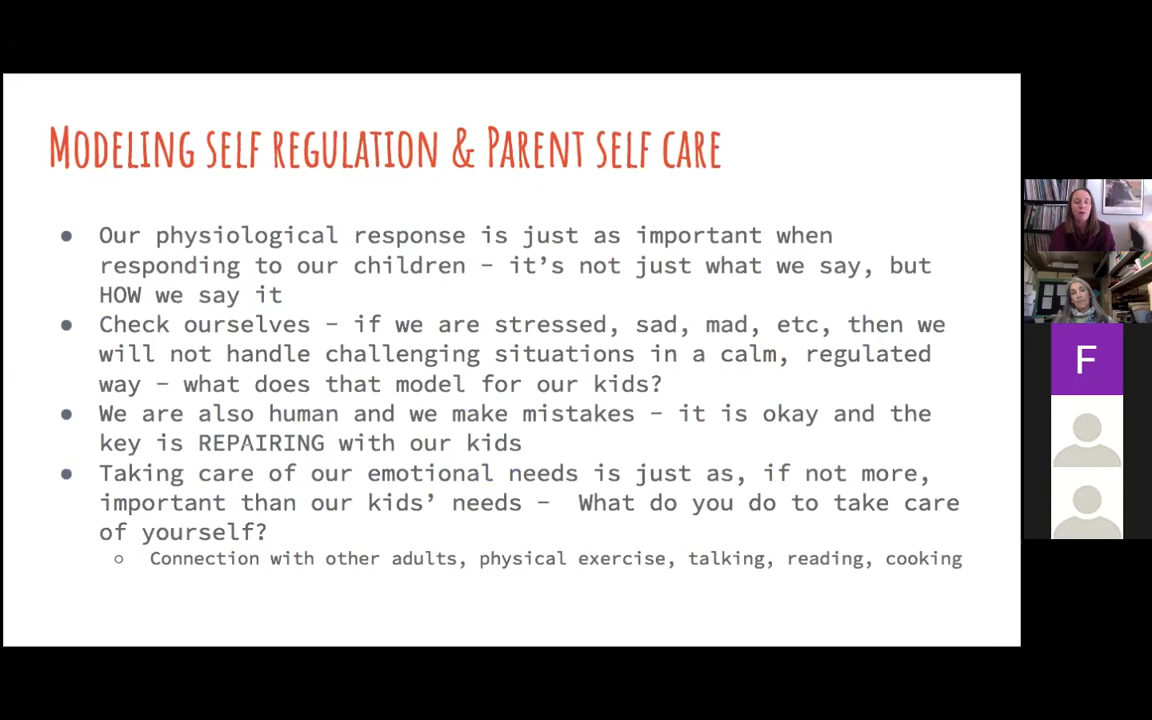 Modeling self regulation & Parent self care
● Our physiological response is just as important when
responding to our children – it's not just what we say, but
HOW we say it
● Check ourselves – if we are stressed, sad, mad, etc, then we
will not handle challenging situations in a calm, regulated
way – what does that model for our kids?
● We are also human and we make mistakes – it is okay and the
key is REPAIRING with our kids
● Taking care of our emotional needs is just as, if not more,
important than our kids' needs –  What do you do to take care
of yourself?
○ Connection with other adults, physical exercise, talking, reading, cooking
F